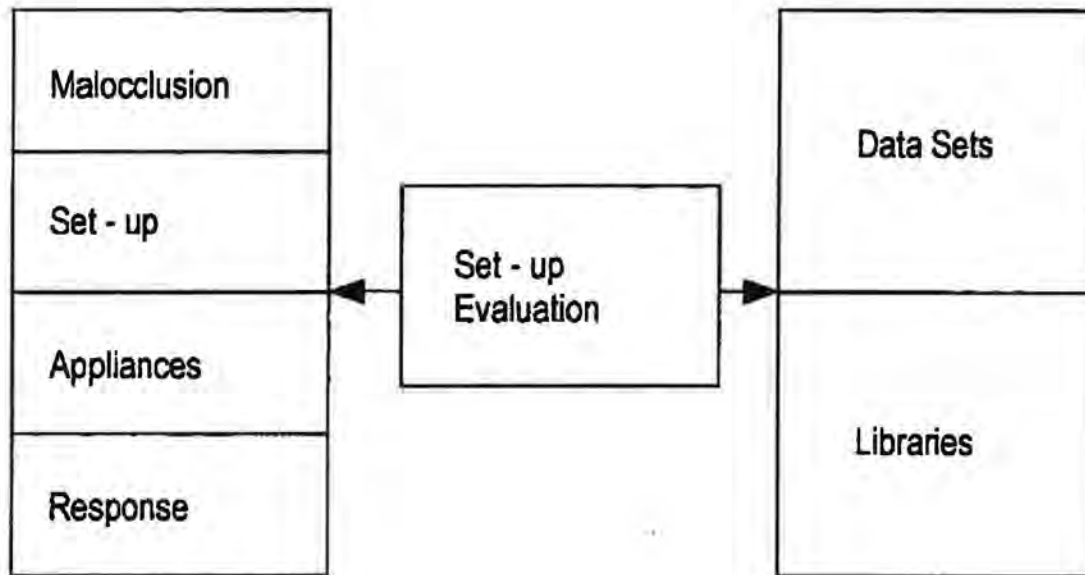 Malocclusion
Set - up
Appliances
Response
Set - up
Evaluation
Data Sets
Libraries